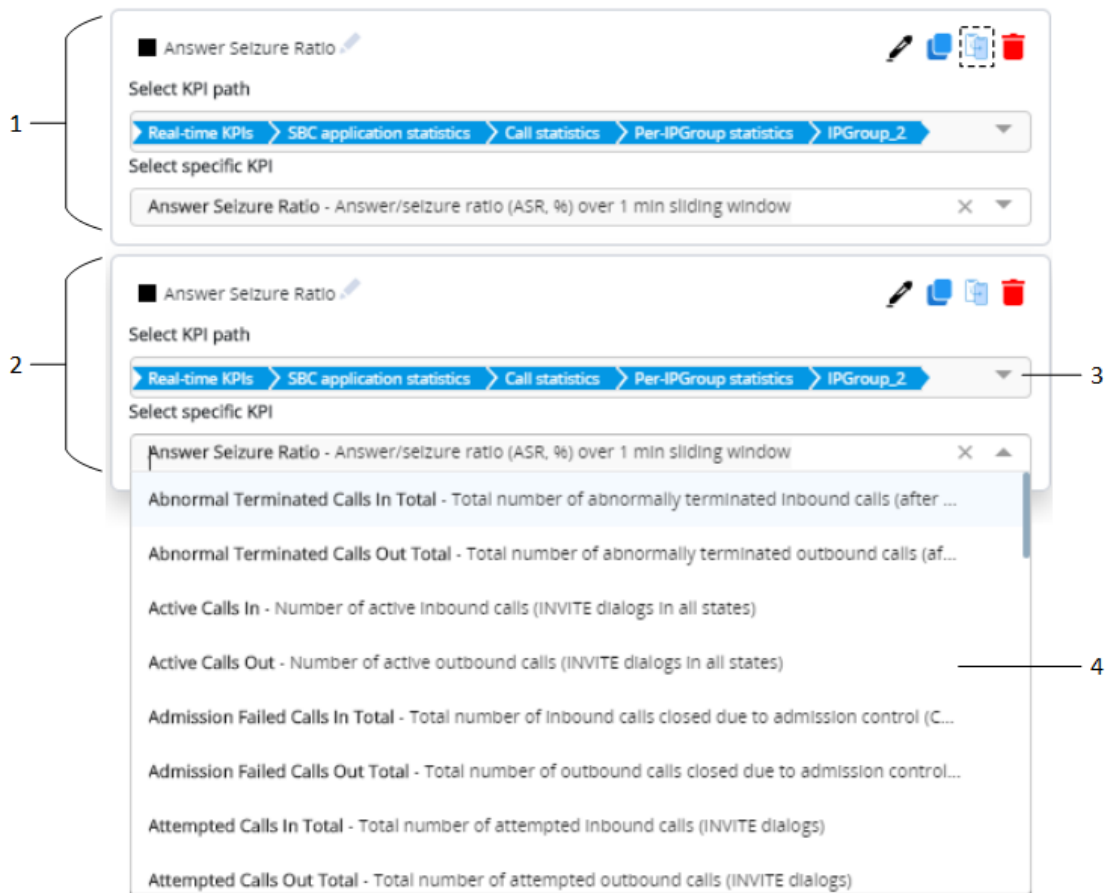 1
Answer Seizure Ratio
Select KPI path
Real-time KPIs SBC application statistics Call statistics Per-IPGroup statistics IPGroup_2
Select specific KPI
Answer Seizure Ratio - Answer/seizure ratio (ASR, %) over 1 min sliding window
2
Answer Seizure Ratio
Select KPI path
Real-time KPIs SBC application statistics Call statistics Per-IPGroup statistics IPGroup_2
3
Select specific KPI
Answer Seizure Ratio - Answer/seizure ratio (ASR, %) over 1 min sliding window
Abnormal Terminated Calls In Total - Total number of abnormally terminated inbound calls (after ...
Abnormal Terminated Calls Out Total - Total number of abnormally terminated outbound calls (af...
Active Calls In - Number of active inbound calls (INVITE dialogs in all states)
Active Calls Out - Number of active outbound calls (INVITE dialogs in all states)
4
Admission Failed Calls In Total - Total number of inbound calls closed due to admission control (C...
Admission Failed Calls Out Total - Total number of outbound calls closed due to admission control...
Attempted Calls In Total - Total number of attempted inbound calls (INVITE dialogs)
Attempted Calls Out Total - Total number of attempted outbound calls (INVITE dialogs)